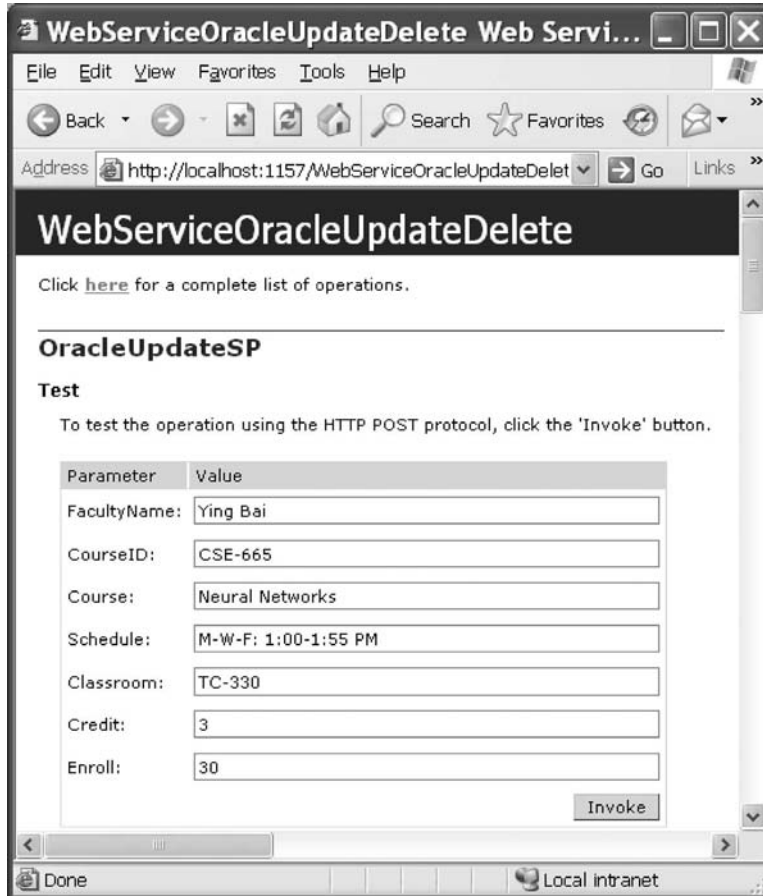 WebServiceOracleUpdateDelete Web Servi...
File Edit View Favorites Tools Help
Back Search Favorites »
Address http://localhost:1157/WebServiceOracleUpdateDelet Go Links »
WebServiceOracleUpdateDelete
Click here for a complete list of operations.
OracleUpdateSP
Test
To test the operation using the HTTP POST protocol, click the 'Invoke' button.
Parameter Value
FacultyName: Ying Bai
CourseID: CSE-665
Course: Neural Networks
Schedule: M-W-F: 1:00-1:55 PM
Classroom: TC-330
Credit: 3
Enroll: 30
Invoke
Done Local intranet